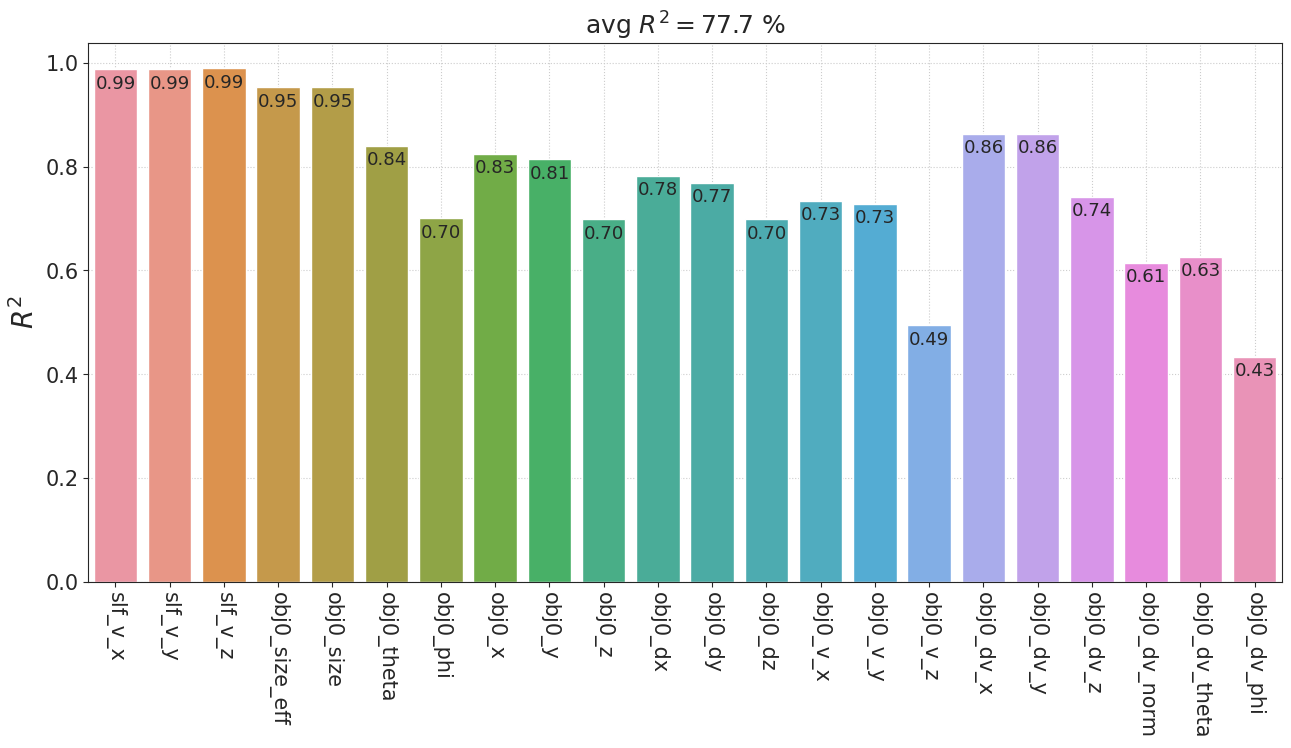 avg R² = 77.7 %
R²
1.0
0.8
0.6
0.4
0.2
0.0
0.99
0.99
0.99
0.95
0.95
0.84
0.70
0.83
0.81
0.70
0.78
0.77
0.70
0.73
0.73
0.49
0.86
0.86
0.74
0.61
0.63
0.43
slf_v_x
slf_v_y
slf_v_z
obj0_size_eff
obj0_size
obj0_theta
obj0_phi
obj0_x
obj0_y
obj0_z
obj0_dx
obj0_dy
obj0_dz
obj0_v_x
obj0_v_y
obj0_v_z
obj0_dv_x
obj0_dv_y
obj0_dv_z
obj0_dv_norm
obj0_dv_theta
obj0_dv_phi